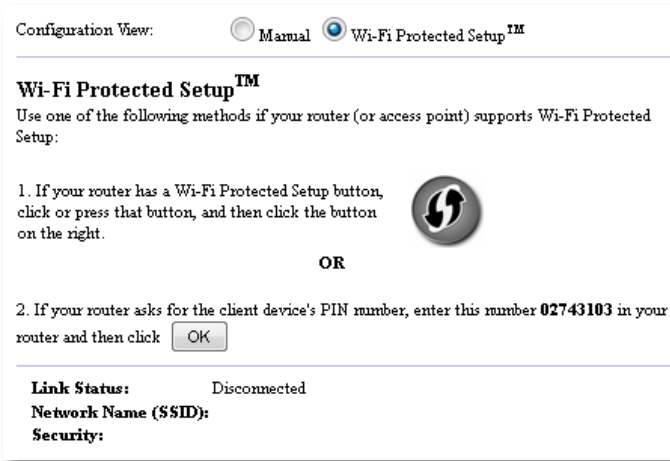 Configuration View: Manual Wi-Fi Protected Setup™
Wi-Fi Protected Setup™
Use one of the following methods if your router (or access point) supports Wi-Fi Protected
Setup:
1. If your router has a Wi-Fi Protected Setup button,
click or press that button, and then click the button
on the right.
OR
2. If your router asks for the client device's PIN number, enter this number 02743103 in your
router and then click OK
Link Status: Disconnected
Network Name (SSID):
Security: